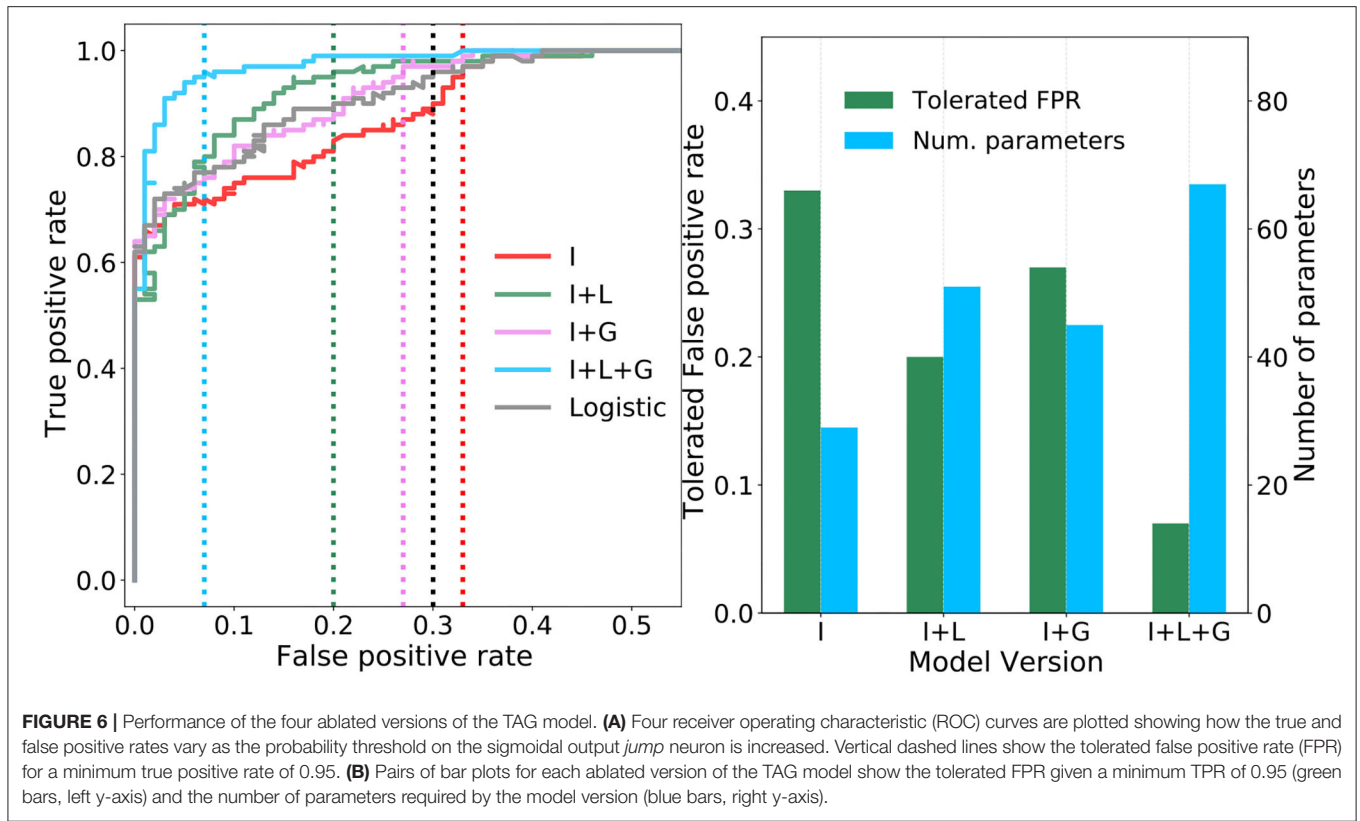 1.0
0.8
0.6
0.4
0.2
0.0
True positive rate
0.0 0.1 0.2 0.3 0.4 0.5
False positive rate
I
I+L
I+G
I+L+G
Logistic
0.4
0.3
0.2
0.1
0.0
Tolerated False positive rate
Tolerated FPR
Num. parameters
80
60
40
20
0
Number of parameters
I I+L I+G I+L+G
Model Version
FIGURE 6 | Performance of the four ablated versions of the TAG model. (A) Four receiver operating characteristic (ROC) curves are plotted showing how the true and
false positive rates vary as the probability threshold on the sigmoidal output jump neuron is increased. Vertical dashed lines show the tolerated false positive rate (FPR)
for a minimum true positive rate of 0.95. (B) Pairs of bar plots for each ablated version of the TAG model show the tolerated FPR given a minimum TPR of 0.95 (green
bars, left y-axis) and the number of parameters required by the model version (blue bars, right y-axis).